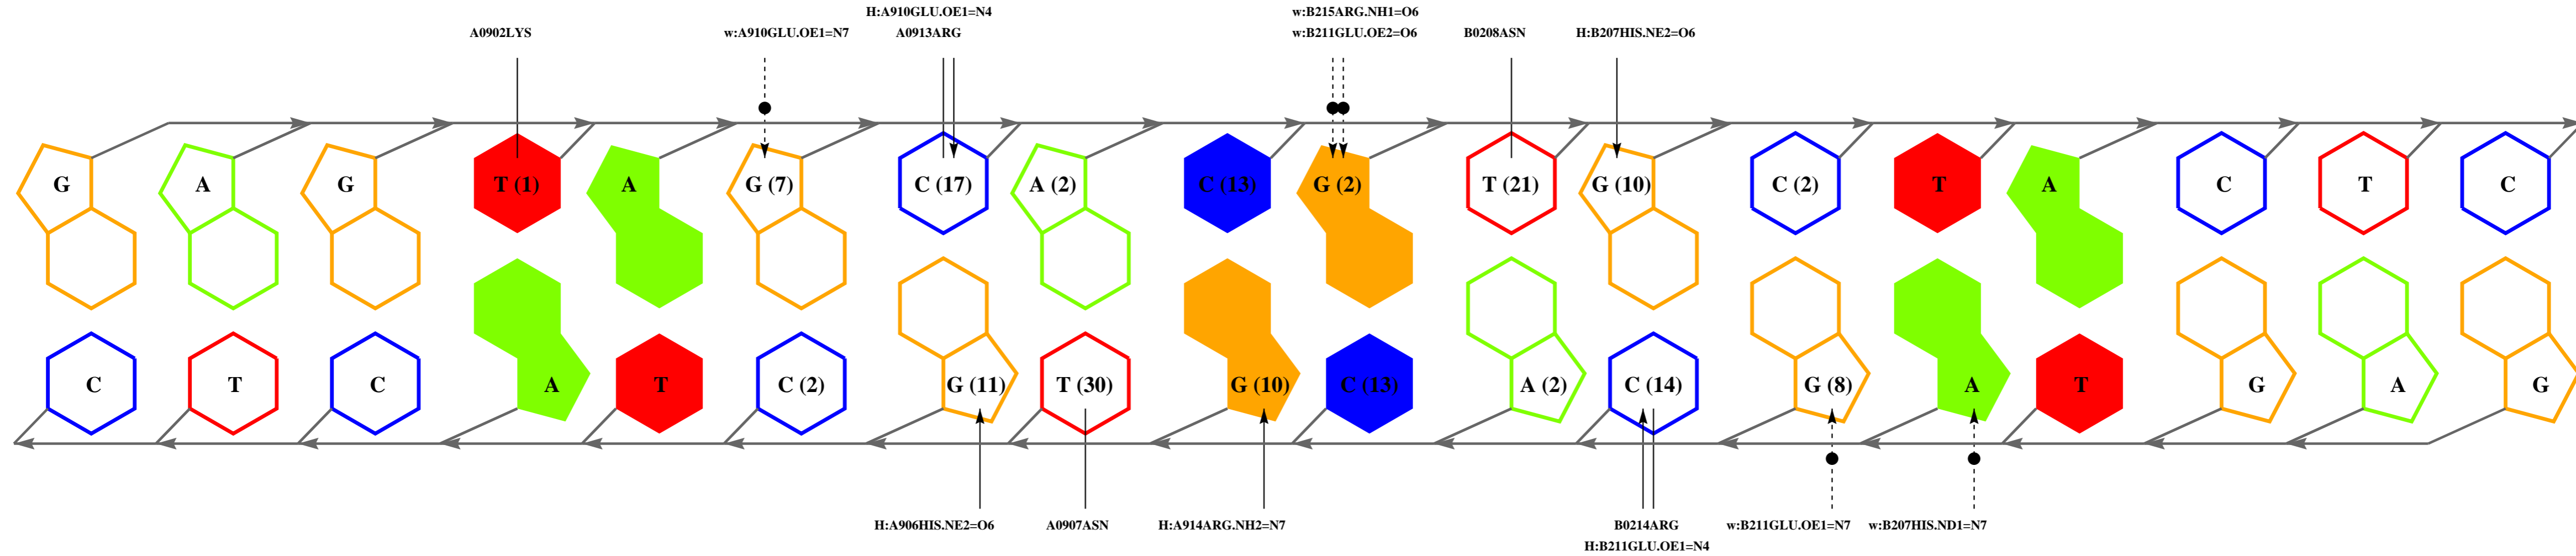 H:A910GLU.OE1=N4 w:B215ARG.NH1=O6
A0902LYS w:A910GLU.OE1=N7 A0913ARG w:B211GLU.OE2=O6 B0208ASN H:B207HIS.NE2=O6
G A G T (1) A G (7) C (17) A (2) C (13) G (2) T (21) G (10) C (2) T A C T C
C T C A T C (2) G (11) T (30) G (10) C (13) A (2) C (14) G (8) A T G A G
H:A906HIS.NE2=O6 A0907ASN H:A914ARG.NH2=N7 B0214ARG w:B211GLU.OE1=N7 w:B207HIS.ND1=N7
H:B211GLU.OE1=N4